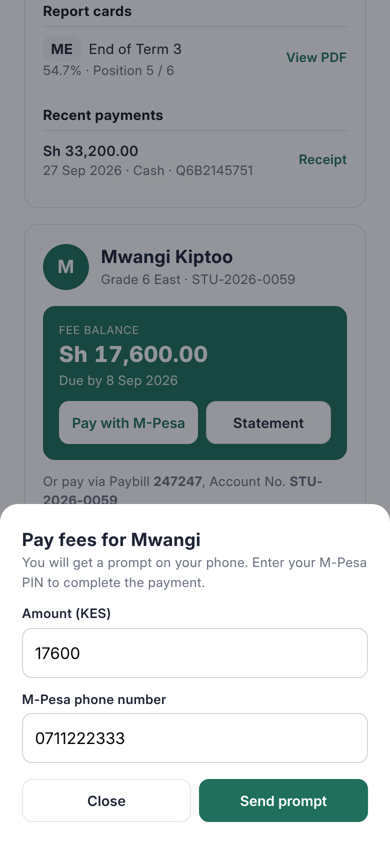 Report cards
ME End of Term 3
54.7% · Position 5 / 6
View PDF
Recent payments
Sh 33,200.00
27 Sep 2026 · Cash · Q6B2145751
Receipt
M
Mwangi Kiptoo
Grade 6 East · STU-2026-0059
FEE BALANCE
Sh 17,600.00
Due by 8 Sep 2026
Pay with M-Pesa
Statement
Or pay via Paybill 247247, Account No. STU-
2026-0059
Pay fees for Mwangi
You will get a prompt on your phone. Enter your M-Pesa
PIN to complete the payment.
Amount (KES)
17600
M-Pesa phone number
0711222333
Close
Send prompt